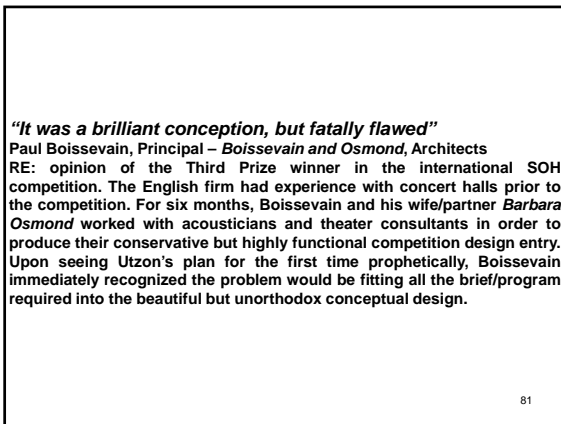 “It was a brilliant conception, but fatally flawed”
Paul Boissevain, Principal – Boissevain and Osmond, Architects
RE: opinion of the Third Prize winner in the international SOH
competition. The English firm had experience with concert halls prior to
the competition. For six months, Boissevain and his wife/partner Barbara
Osmond worked with acousticians and theater consultants in order to
produce their conservative but highly functional competition design entry.
Upon seeing Utzon’s plan for the first time prophetically, Boissevain
immediately recognized the problem would be fitting all the brief/program
required into the beautiful but unorthodox conceptual design.
81